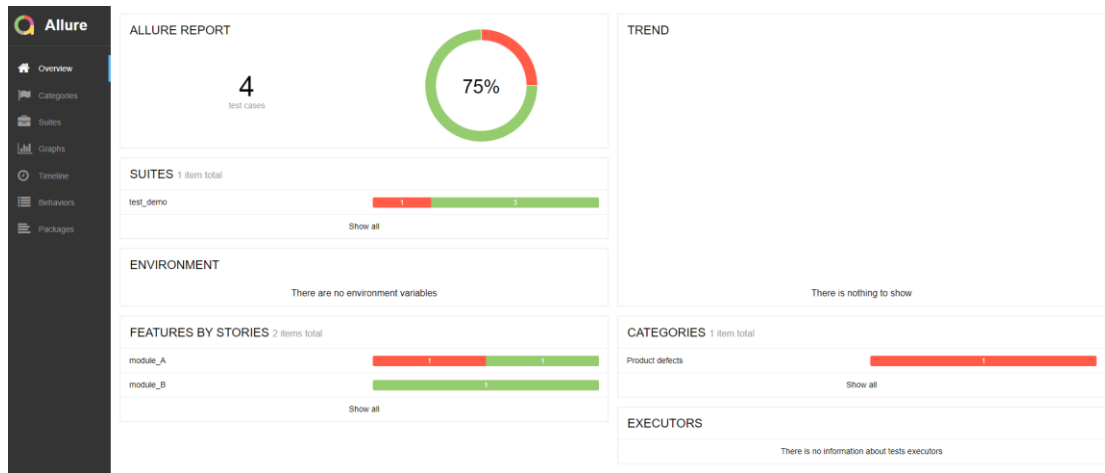 Allure
Overview
Categories
Suites
Graphs
Timeline
Behaviors
Packages
ALLURE REPORT
4
test cases
75%
SUITES 1 item total
test_demo
1 3
Show all
ENVIRONMENT
There are no environment variables
FEATURES BY STORIES 2 items total
module_A
1 1
module_B
1
Show all
TREND
There is nothing to show
CATEGORIES 1 item total
Product defects
1
Show all
EXECUTORS
There is no information about tests executors